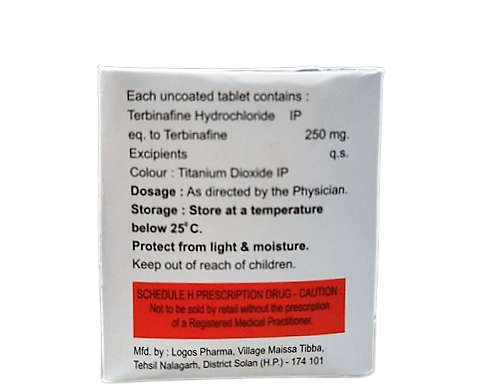 Each uncoated tablet contains :
Terbinafine Hydrochloride IP
eq. to Terbinafine 250 mg.
Excipients q.s.
Colour : Titanium Dioxide IP
Dosage : As directed by the Physician.
Storage : Store at a temperature
below 25°C.
Protect from light & moisture.
Keep out of reach of children.
SCHEDULE H PRESCRIPTION DRUG - CAUTION :
Not to be sold by retail without the prescription
of a Registered Medical Practitioner.
Mfd. by : Logos Pharma, Village Maissa Tibba,
Tehsil Nalagarh, District Solan (H.P.) - 174 101